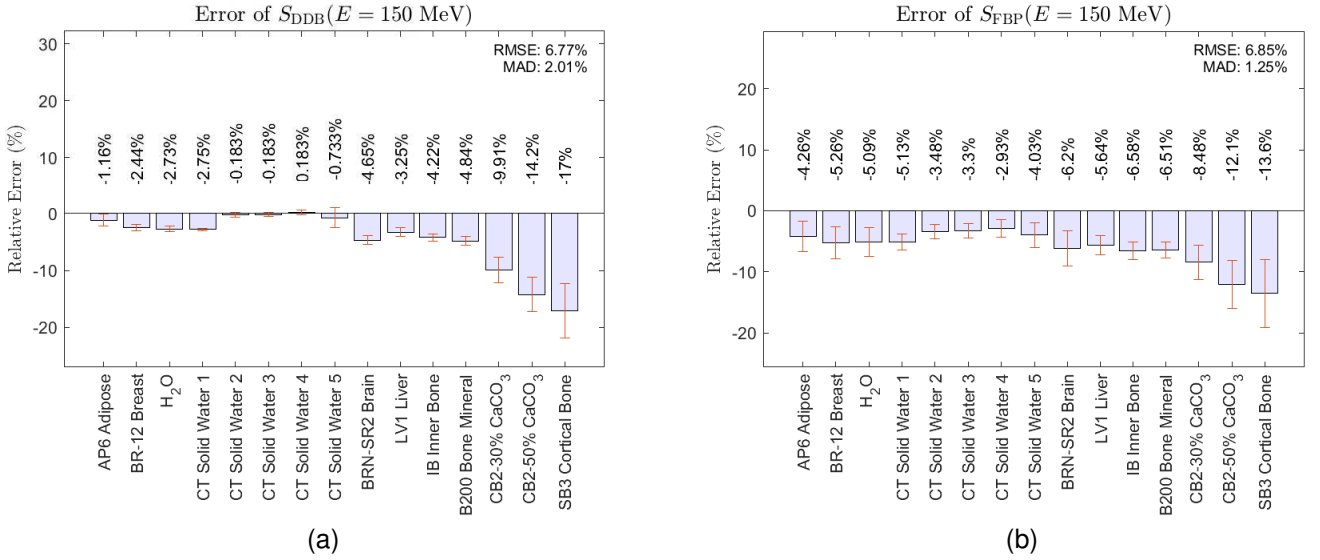 Error of S_DDB(E = 150 MeV)
RMSE: 6.77%
MAD: 2.01%
Relative Error (%)
30
20
10
0
-10
-20
-1.16%
-2.44%
-2.73%
-2.75%
-0.183%
-0.183%
0.183%
-0.733%
-4.65%
-3.25%
-4.22%
-4.84%
-9.91%
-14.2%
-17%
AP6 Adipose
BR-12 Breast
H2O
CT Solid Water 1
CT Solid Water 2
CT Solid Water 3
CT Solid Water 4
CT Solid Water 5
BRN-SR2 Brain
LV1 Liver
IB Inner Bone
B200 Bone Mineral
CB2-30% CaCO3
CB2-50% CaCO3
SB3 Cortical Bone
(a)
Error of S_FBP(E = 150 MeV)
RMSE: 6.85%
MAD: 1.25%
Relative Error (%)
20
10
0
-10
-20
-4.26%
-5.26%
-5.09%
-5.13%
-3.48%
-3.3%
-2.93%
-4.03%
-6.2%
-5.64%
-6.58%
-6.51%
-8.48%
-12.1%
-13.6%
AP6 Adipose
BR-12 Breast
H2O
CT Solid Water 1
CT Solid Water 2
CT Solid Water 3
CT Solid Water 4
CT Solid Water 5
BRN-SR2 Brain
LV1 Liver
IB Inner Bone
B200 Bone Mineral
CB2-30% CaCO3
CB2-50% CaCO3
SB3 Cortical Bone
(b)